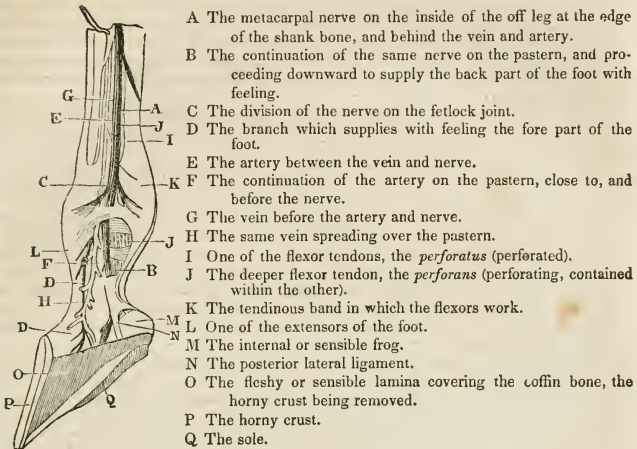 A The metacarpal nerve on the inside of the off leg at the edge
of the shank bone, and behind the vein and artery.
B The continuation of the same nerve on the pastern, and pro-
ceeding downward to supply the back part of the foot with
feeling.
C The division of the nerve on the fetlock joint.
D The branch which supplies with feeling the fore part of the
foot.
E The artery between the vein and nerve.
F The continuation of the artery on the pastern, close to, and
before the nerve.
G The vein before the artery and nerve.
H The same vein spreading over the pastern.
I One of the flexor tendons, the perforatus (perforated).
J The deeper flexor tendon, the perforans (perforating, contained
within the other).
K The tendinous band in which the flexors work.
L One of the extensors of the foot.
M The internal or sensible frog.
N The posterior lateral ligament.
O The fleshy or sensible lamina covering the coffin bone, the
horny crust being removed.
P The horny crust.
Q The sole.
G
A
E
J
I
C
K
L
J
F
B
D
H
M
D
N
O
P
Q